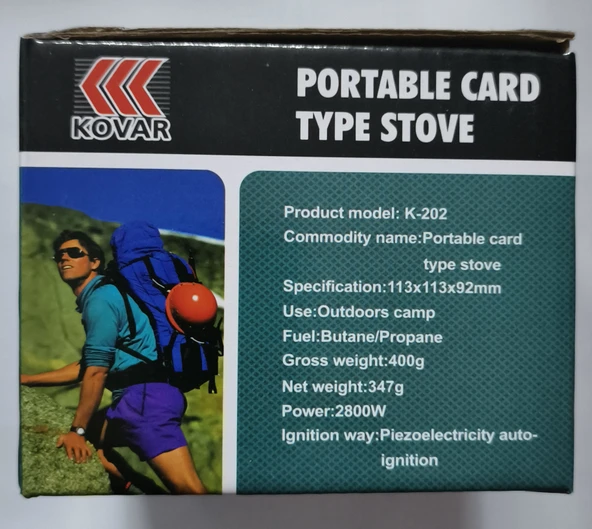 KOVAR
PORTABLE CARD
TYPE STOVE
Product model: K-202
Commodity name:Portable card
type stove
Specification:113x113x92mm
Use:Outdoors camp
Fuel:Butane/Propane
Gross weight:400g
Net weight:347g
Power:2800W
Ignition way:Piezoelectricity auto-
ignition